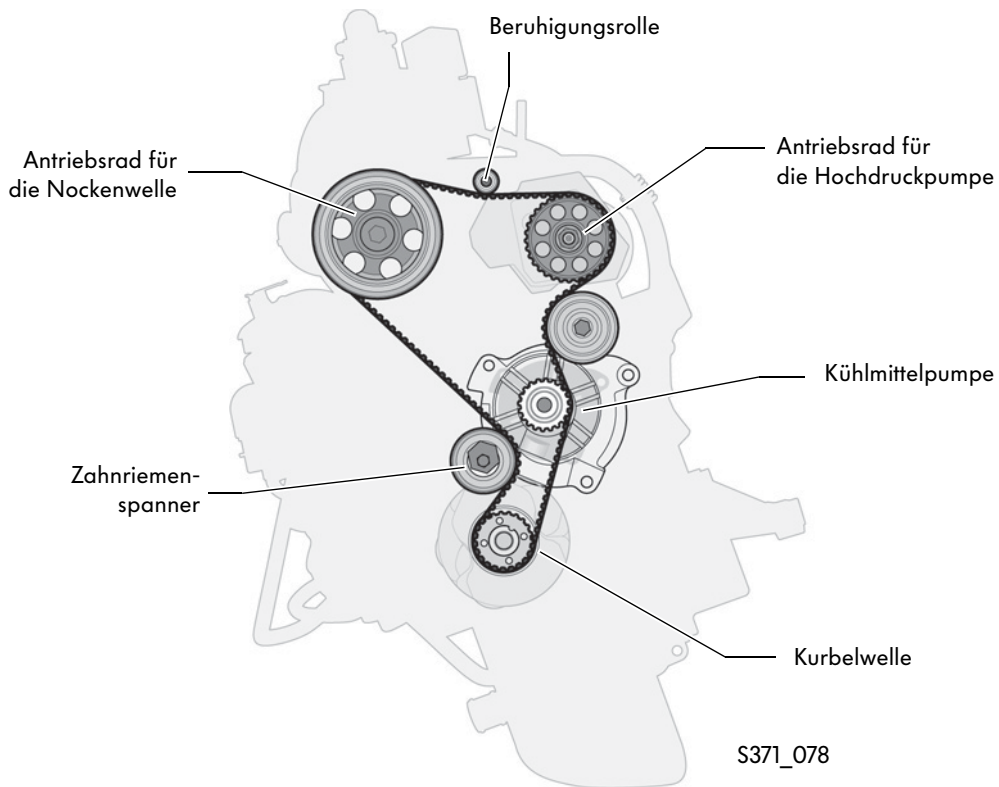 Beruhigungsrolle
Antriebsrad für
die Nockenwelle
Antriebsrad für
die Hochdruckpumpe
Kühlmittelpumpe
Zahnriemen-
spanner
Kurbelwelle
S371_078